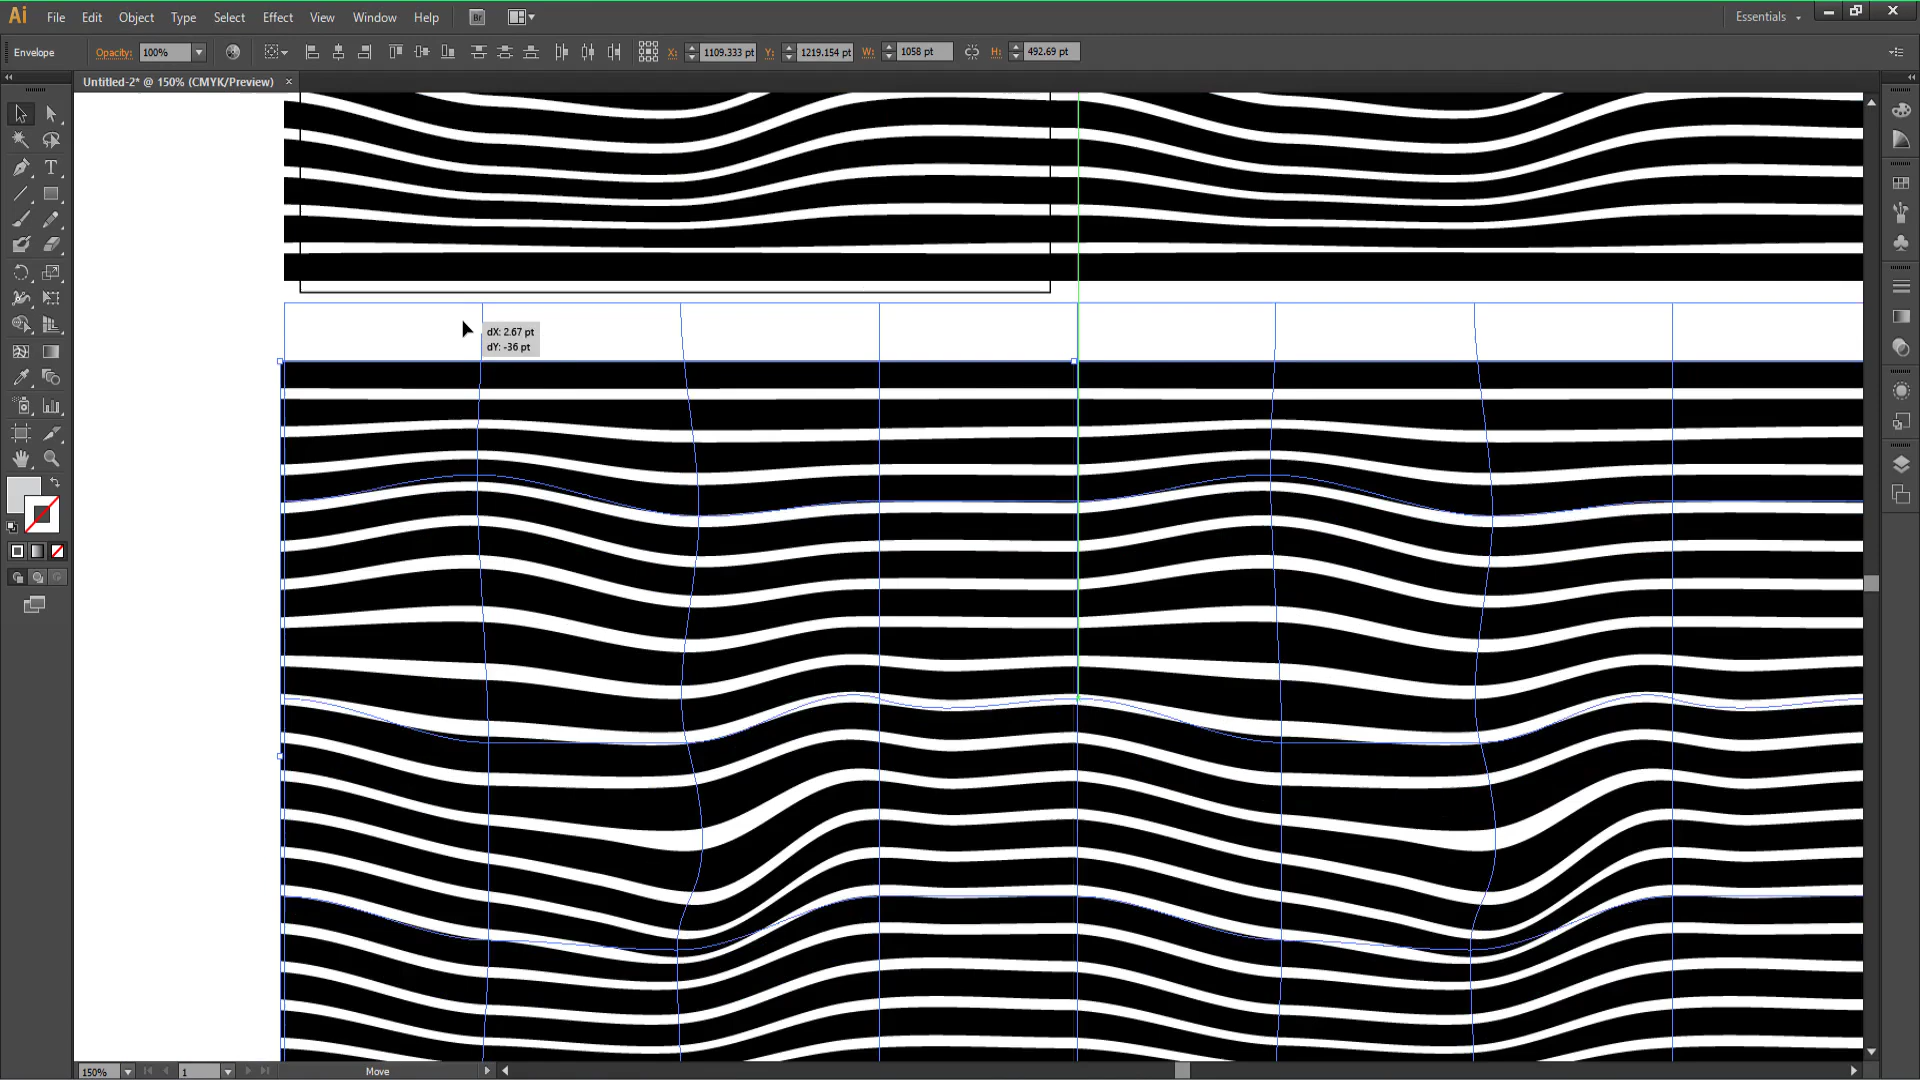 Ai File Edit Object Type Select Effect View Window Help Br Essentials
Envelope Opacity: 100% X: 1109.333 pt Y: 1219.154 pt W: 1058 pt H: 492.69 pt
Untitled-2* @ 150% (CMYK/Preview) ×
T
dX: 2.67 pt
dY: -36 pt
150% 1 Move